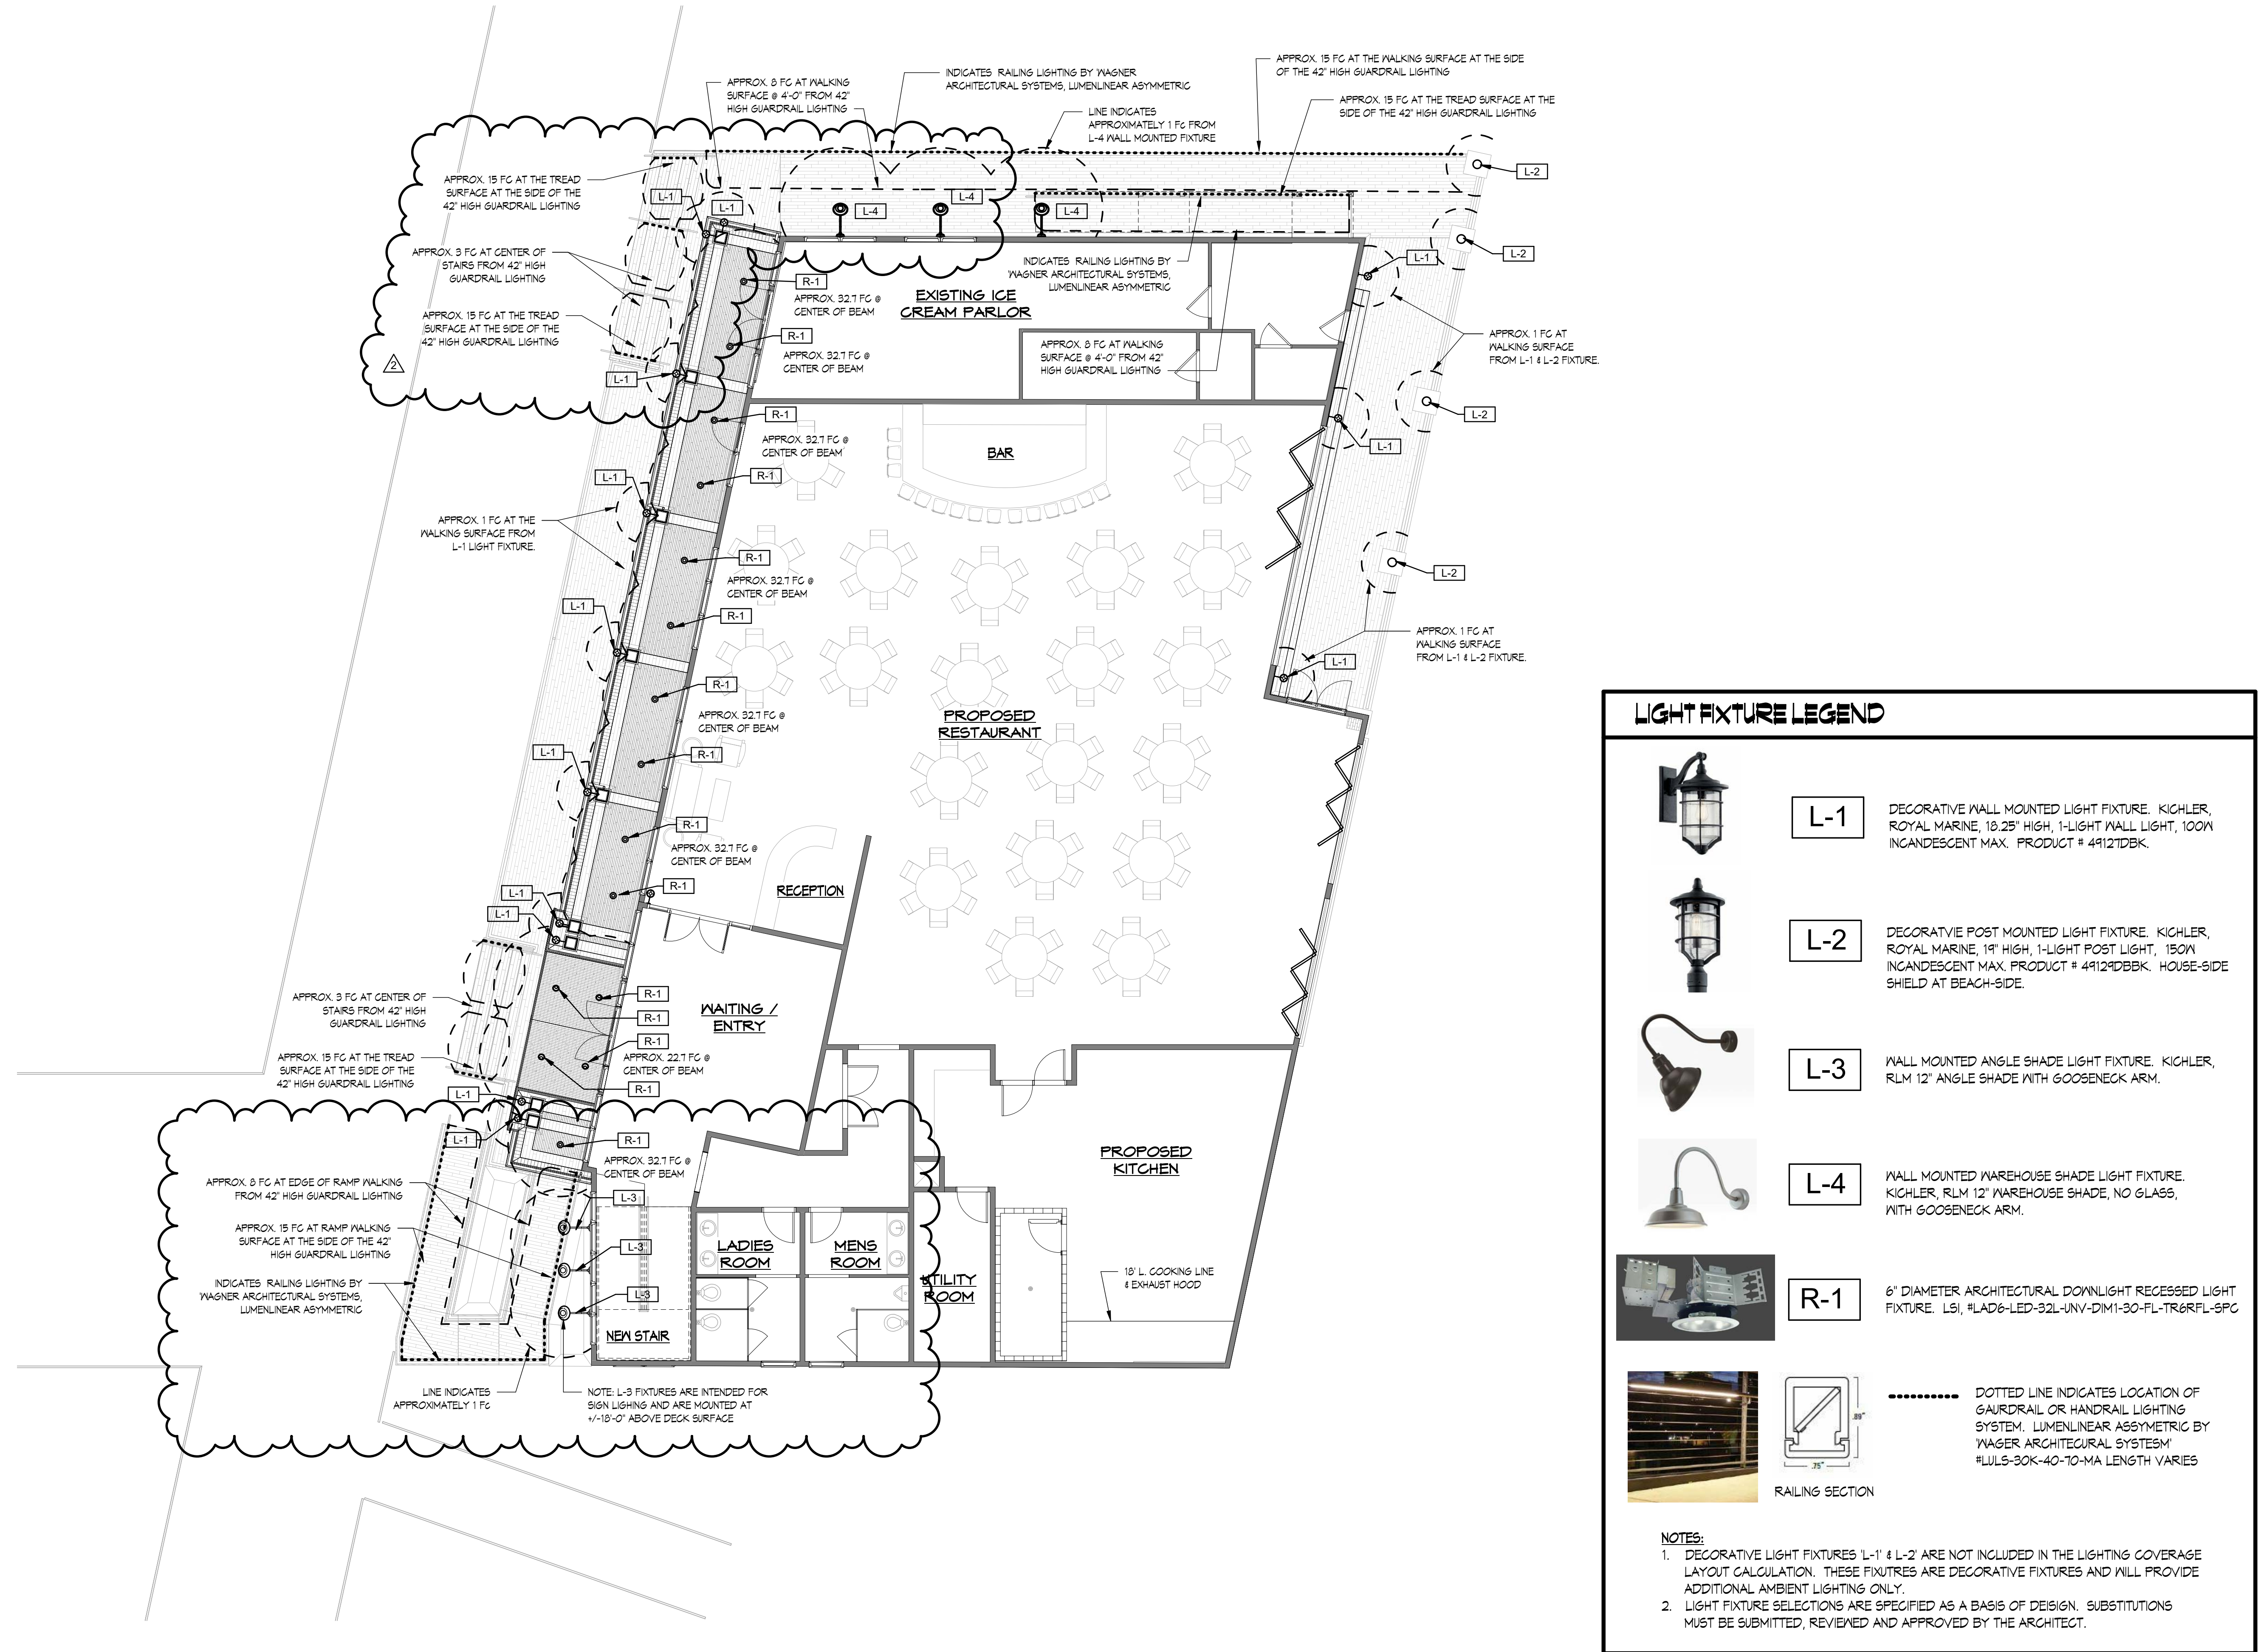 APPROX. 8 FC AT WALKING
SURFACE @ 4'-0" FROM 42"
HIGH GUARDRAIL LIGHTING
INDICATES RAILING LIGHTING BY WAGNER
ARCHITECTURAL SYSTEMS, LUMENLINEAR ASYMMETRIC
APPROX. 15 FC AT THE WALKING SURFACE AT THE SIDE
OF THE 42" HIGH GUARDRAIL LIGHTING
LINE INDICATES
APPROXIMATELY 1 FC FROM
L-4 WALL MOUNTED FIXTURE
APPROX. 15 FC AT THE TREAD SURFACE AT THE
SIDE OF THE 42" HIGH GUARDRAIL LIGHTING
APPROX. 15 FC AT THE TREAD
SURFACE AT THE SIDE OF THE
42" HIGH GUARDRAIL LIGHTING
L-1
L-1
L-4
L-4
L-4
L-2
L-2
APPROX. 3 FC AT CENTER OF
STAIRS FROM 42" HIGH
GUARDRAIL LIGHTING
APPROX. 15 FC AT THE TREAD
SURFACE AT THE SIDE OF THE
42" HIGH GUARDRAIL LIGHTING
2
L-1
R-1
APPROX. 32.7 FC @
CENTER OF BEAM
R-1
APPROX. 32.7 FC @
CENTER OF BEAM
EXISTING ICE
CREAM PARLOR
INDICATES RAILING LIGHTING BY
WAGNER ARCHITECTURAL SYSTEMS,
LUMENLINEAR ASYMMETRIC
APPROX. 8 FC AT WALKING
SURFACE @ 4'-0" FROM 42"
HIGH GUARDRAIL LIGHTING
L-1
APPROX. 1 FC AT
WALKING SURFACE
FROM L-1 & L-2 FIXTURE.
L-2
L-1
R-1
APPROX. 32.7 FC @
CENTER OF BEAM
R-1
BAR
L-1
APPROX. 1 FC AT THE
WALKING SURFACE FROM
L-1 LIGHT FIXTURE.
R-1
APPROX. 32.7 FC @
CENTER OF BEAM
R-1
L-2
L-1
APPROX. 1 FC AT
WALKING SURFACE
FROM L-1 & L-2 FIXTURE.
L-1
R-1
APPROX. 32.7 FC @
CENTER OF BEAM
R-1
PROPOSED
RESTAURANT
L-1
R-1
APPROX. 32.7 FC @
CENTER OF BEAM
R-1
RECEPTION
L-1
L-1
R-1
R-1
R-1
APPROX. 22.7 FC @
CENTER OF BEAM
R-1
WAITING /
ENTRY
APPROX. 3 FC AT CENTER OF
STAIRS FROM 42" HIGH
GUARDRAIL LIGHTING
APPROX. 15 FC AT THE TREAD
SURFACE AT THE SIDE OF THE
42" HIGH GUARDRAIL LIGHTING
L-1
L-1
R-1
APPROX. 32.7 FC @
CENTER OF BEAM
APPROX. 8 FC AT EDGE OF RAMP WALKING
FROM 42" HIGH GUARDRAIL LIGHTING
APPROX. 15 FC AT RAMP WALKING
SURFACE AT THE SIDE OF THE 42"
HIGH GUARDRAIL LIGHTING
INDICATES RAILING LIGHTING BY
WAGNER ARCHITECTURAL SYSTEMS,
LUMENLINEAR ASYMMETRIC
L-3
L-3
L-3
NEW STAIR
LADIES
ROOM
MENS
ROOM
UTILITY
ROOM
PROPOSED
KITCHEN
18' L. COOKING LINE
& EXHAUST HOOD
LINE INDICATES
APPROXIMATELY 1 FC
NOTE: L-3 FIXTURES ARE INTENDED FOR
SIGN LIGHING AND ARE MOUNTED AT
+/-18'-0" ABOVE DECK SURFACE
LIGHT FIXTURE LEGEND
L-1
DECORATIVE WALL MOUNTED LIGHT FIXTURE. KICHLER,
ROYAL MARINE, 18.25" HIGH, 1-LIGHT WALL LIGHT, 100W
INCANDESCENT MAX. PRODUCT # 49127DBK.
L-2
DECORATVIE POST MOUNTED LIGHT FIXTURE. KICHLER,
ROYAL MARINE, 19" HIGH, 1-LIGHT POST LIGHT, 150W
INCANDESCENT MAX. PRODUCT # 49129DBBK. HOUSE-SIDE
SHIELD AT BEACH-SIDE.
L-3
WALL MOUNTED ANGLE SHADE LIGHT FIXTURE. KICHLER,
RLM 12" ANGLE SHADE WITH GOOSENECK ARM.
L-4
WALL MOUNTED WAREHOUSE SHADE LIGHT FIXTURE.
KICHLER, RLM 12" WAREHOUSE SHADE, NO GLASS,
WITH GOOSENECK ARM.
R-1
6" DIAMETER ARCHITECTURAL DOWNLIGHT RECESSED LIGHT
FIXTURE. LSI, #LAD6-LED-32L-UNV-DIM1-30-FL-TR6RFL-SPC
.89"
.75"
RAILING SECTION
DOTTED LINE INDICATES LOCATION OF
GAURDRAIL OR HANDRAIL LIGHTING
SYSTEM. LUMENLINEAR ASSYMETRIC BY
'WAGER ARCHITECURAL SYSTESM'
#LULS-30K-40-70-MA LENGTH VARIES
NOTES:
1. DECORATIVE LIGHT FIXTURES 'L-1' & L-2' ARE NOT INCLUDED IN THE LIGHTING COVERAGE
LAYOUT CALCULATION. THESE FIXUTRES ARE DECORATIVE FIXTURES AND WILL PROVIDE
ADDITIONAL AMBIENT LIGHTING ONLY.
2. LIGHT FIXTURE SELECTIONS ARE SPECIFIED AS A BASIS OF DEISIGN. SUBSTITUTIONS
MUST BE SUBMITTED, REVIEWED AND APPROVED BY THE ARCHITECT.